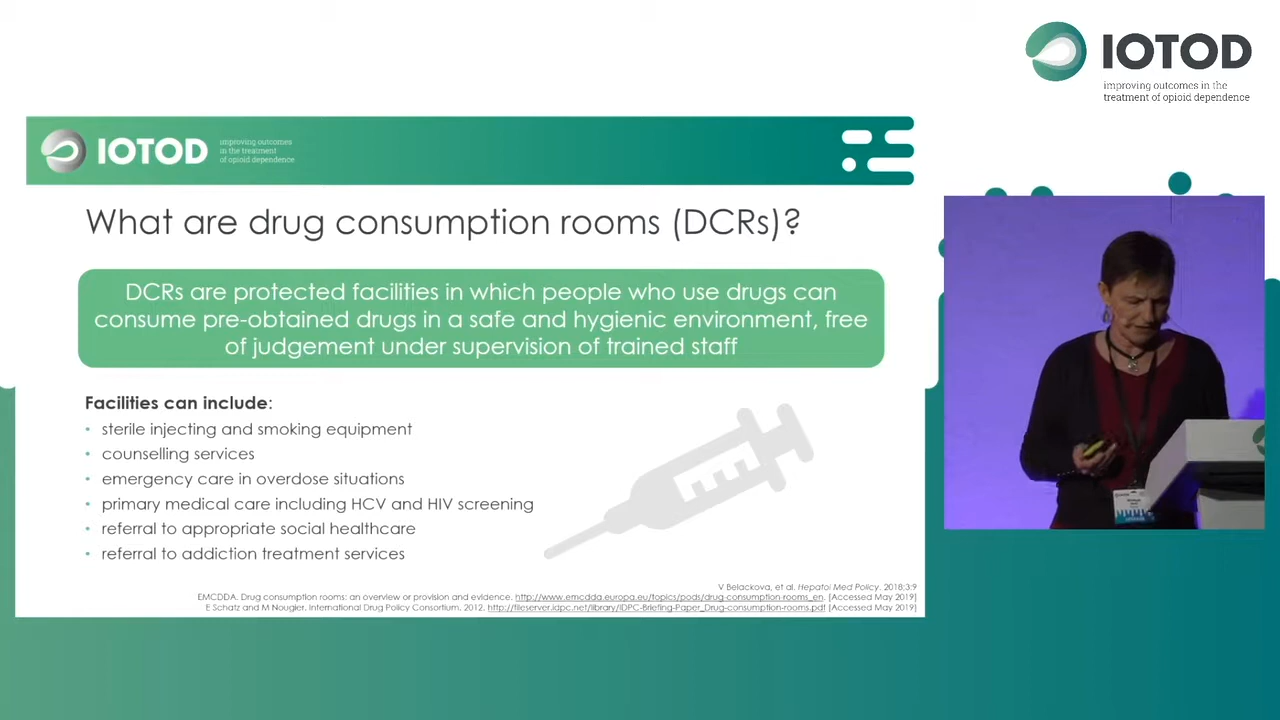 IOTOD
improving outcomes in the
treatment of opioid dependence
IOTOD
improving outcomes
in the treatment
of opioid dependence
What are drug consumption rooms (DCRs)?
DCRs are protected facilities in which people who use drugs can
consume pre-obtained drugs in a safe and hygienic environment, free
of judgement under supervision of trained staff
Facilities can include:
• sterile injecting and smoking equipment
• counselling services
• emergency care in overdose situations
• primary medical care including HCV and HIV screening
• referral to appropriate social healthcare
• referral to addiction treatment services
V Belackova, et al. Hepatol Med Policy. 2018;3:9
EMCDDA. Drug consumption rooms: an overview or provision and evidence. http://www.emcdda.europa.eu/topics/pods/drug-consumption-rooms_en. [Accessed May 2019]
E Schatz and M Nougier. International Drug Policy Consortium. 2012. http://fileserver.idpc.net/library/IDPC-Briefing-Paper_Drug-consumption-rooms.pdf [Accessed May 2019]